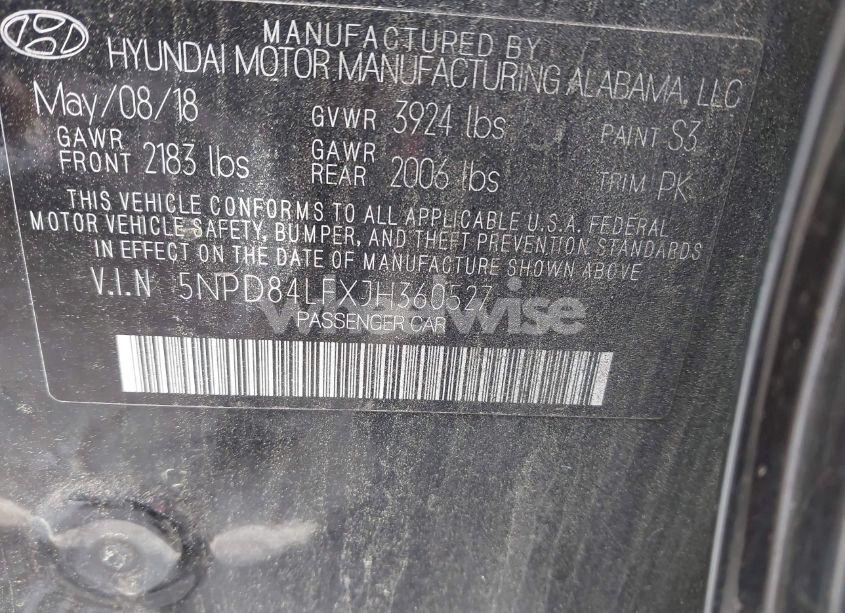 MANUFACTURED BY
HYUNDAI MOTOR MANUFACTURING ALABAMA, LLC
May/08/18 GVWR 3924 lbs PAINT S3
GAWR FRONT 2183 lbs GAWR REAR 2006 lbs TRIM PK
THIS VEHICLE CONFORMS TO ALL APPLICABLE U.S.A. FEDERAL
MOTOR VEHICLE SAFETY, BUMPER, AND THEFT PREVENTION STANDARDS
IN EFFECT ON THE DATE OF MANUFACTURE SHOWN ABOVE.
V.I.N 5NPD84LFXJH360527
PASSENGER CAR